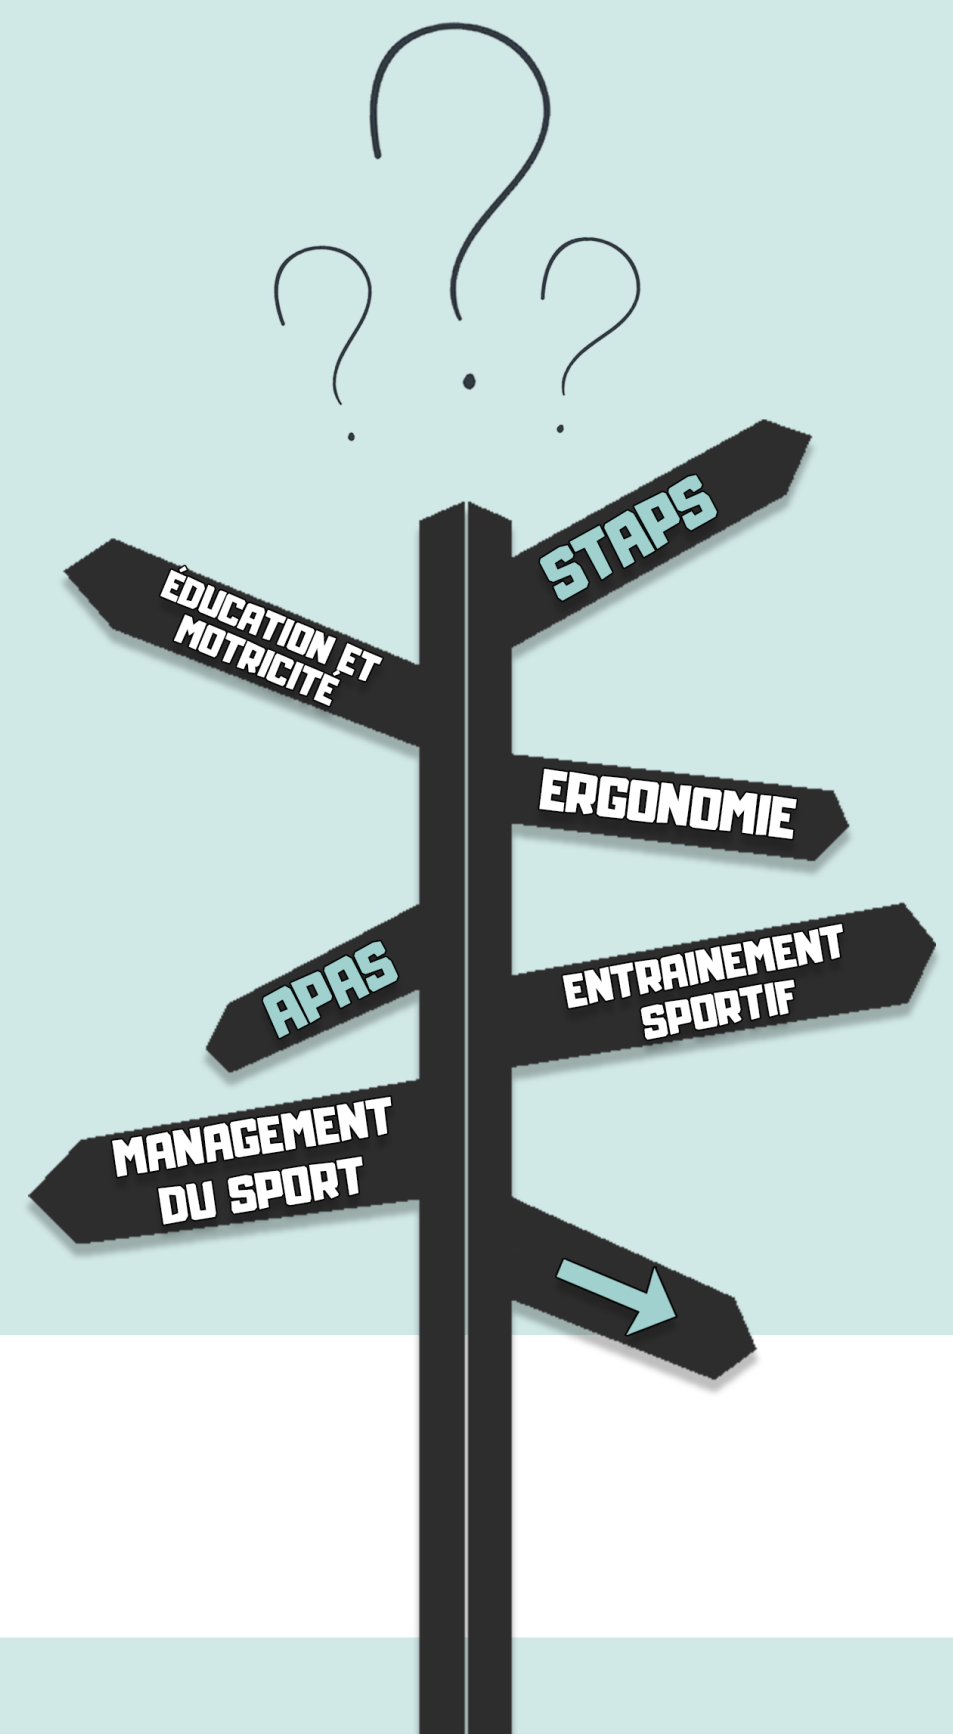 ?
?
?
STAPS
ÉDUCATION ET
MOTRICITÉ
ERGONOMIE
APAS
ENTRAINEMENT
SPORTIF
MANAGEMENT
DU SPORT